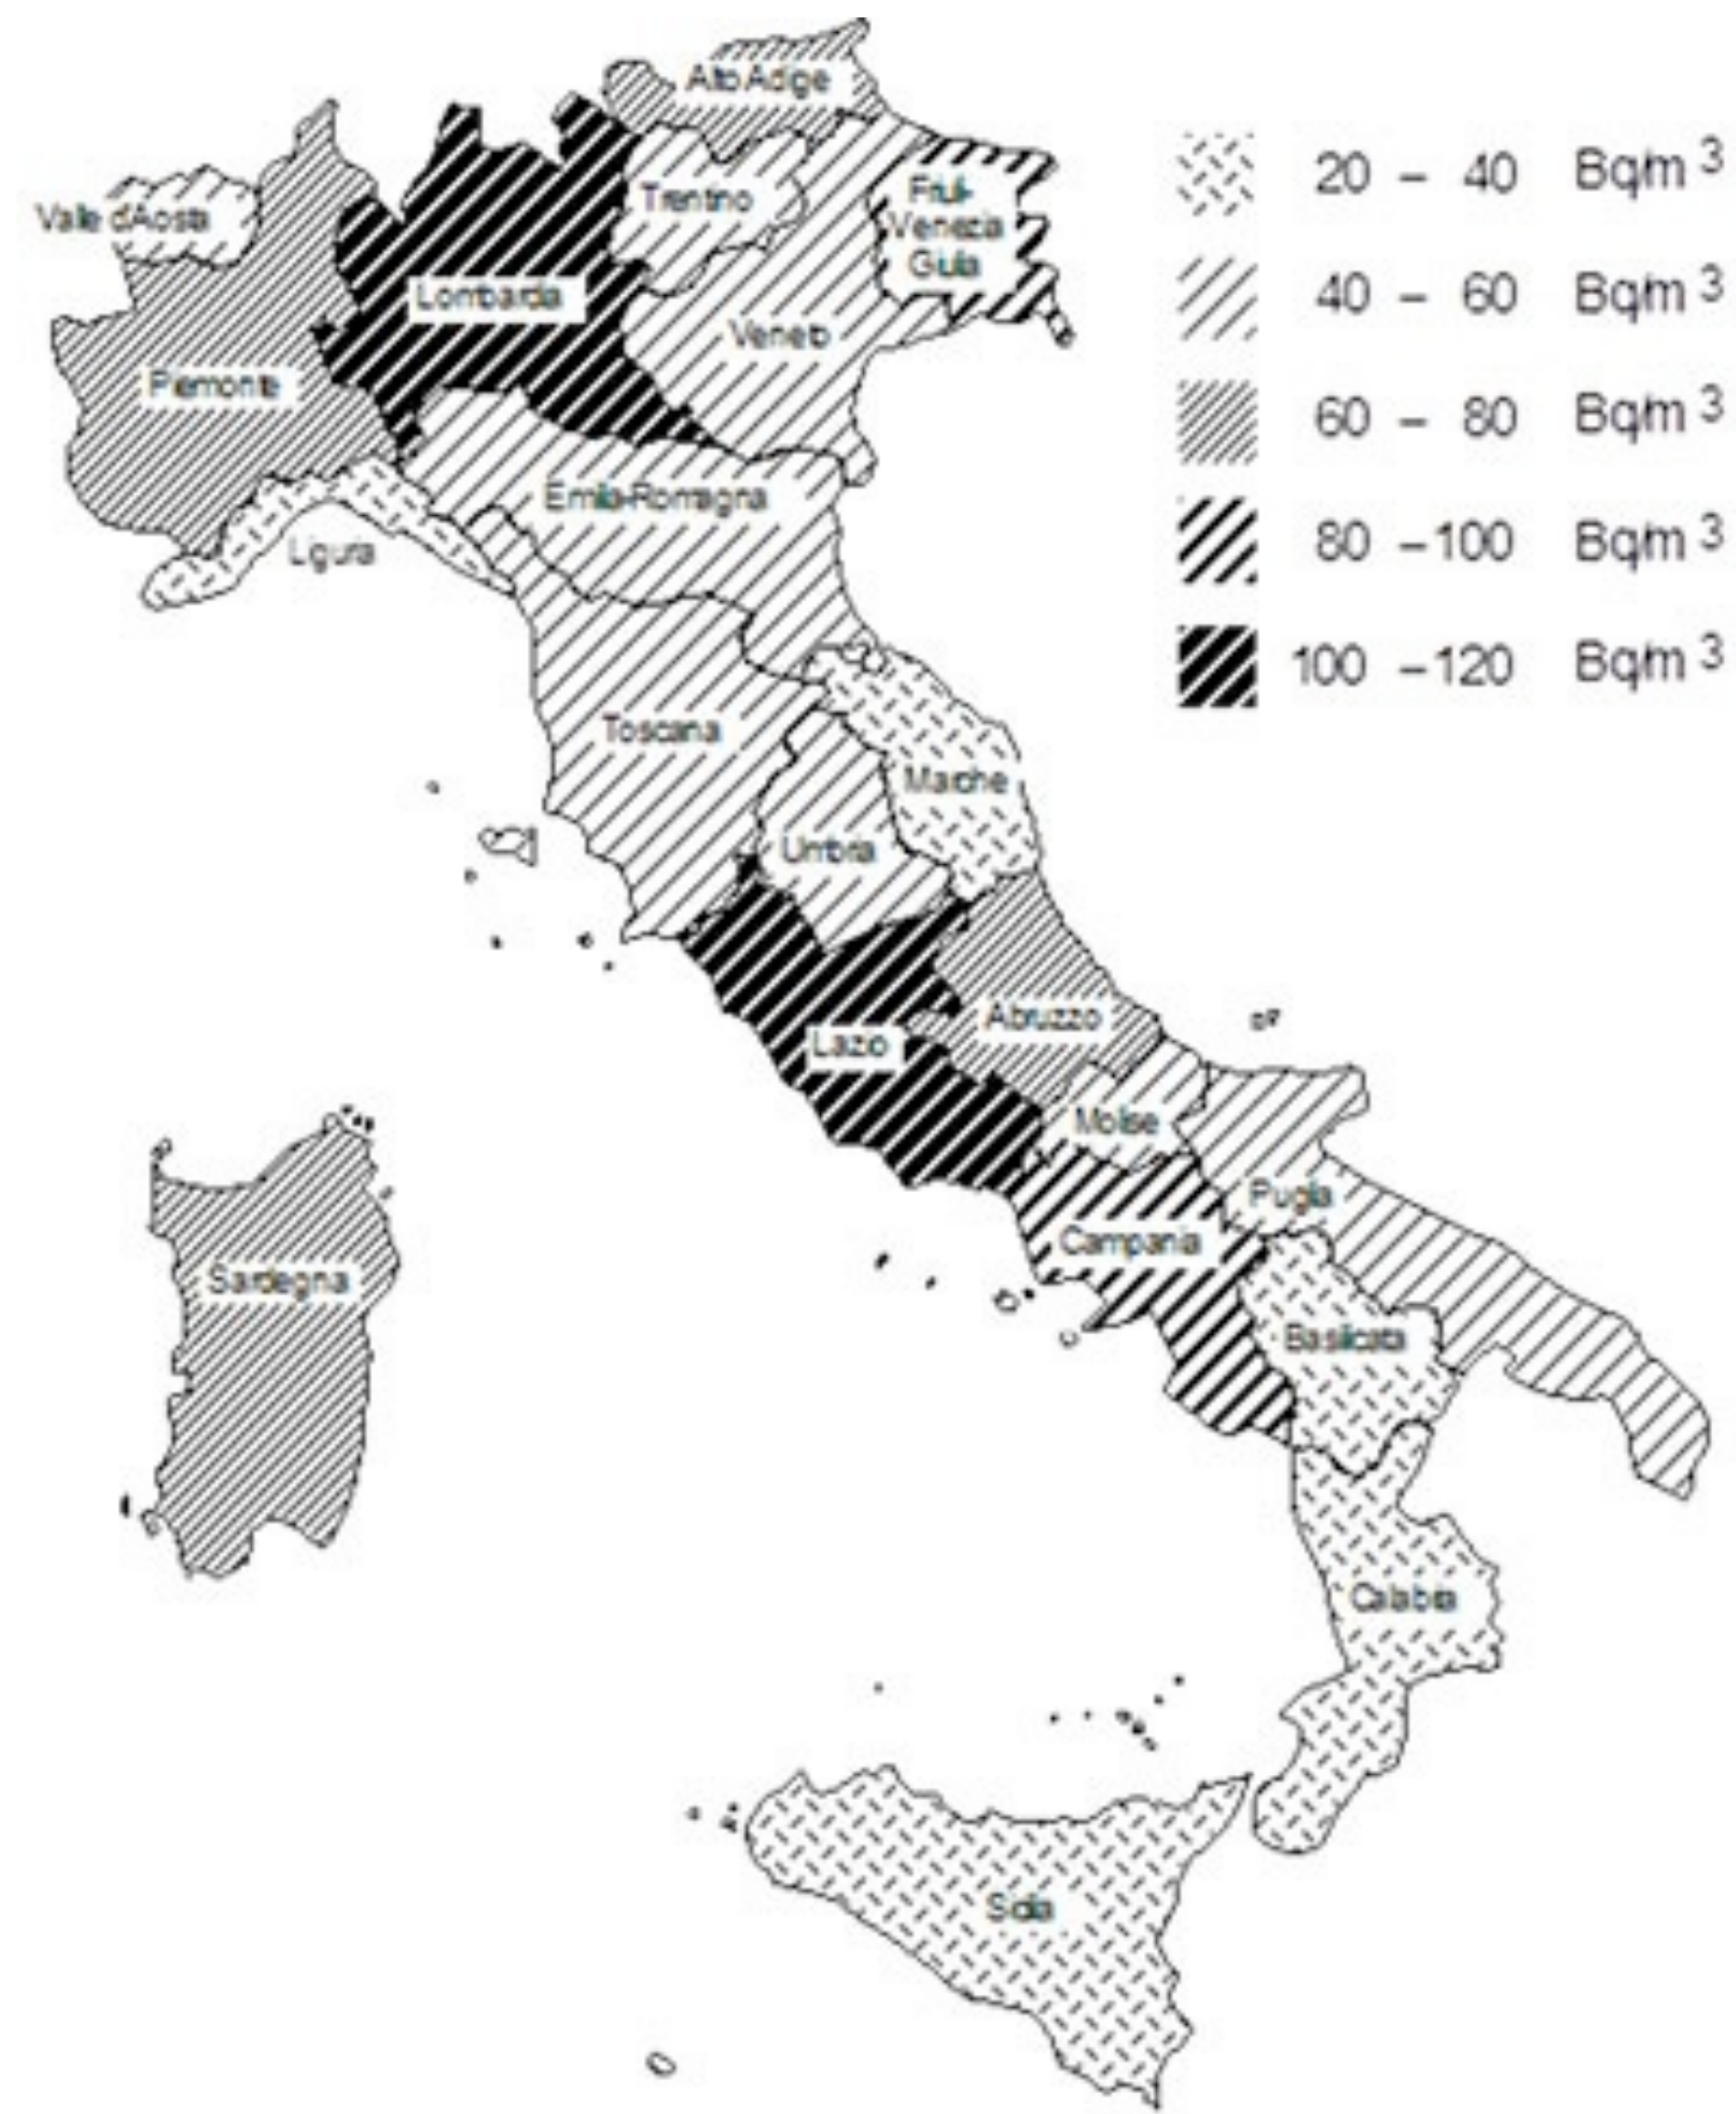 Alto Adige
Valle d'Aosta
Trentino
Friuli-
Venezia
Giulia
Lombardia
Veneto
Piemonte
Emilia-Romagna
Liguria
Toscana
Marche
Umbria
Abruzzo
Lazio
Molise
Puglia
Campania
Sardegna
Basilicata
Calabria
Sicilia
20 – 40 Bq/m 3
40 – 60 Bq/m 3
60 – 80 Bq/m 3
80 –100 Bq/m 3
100 –120 Bq/m 3